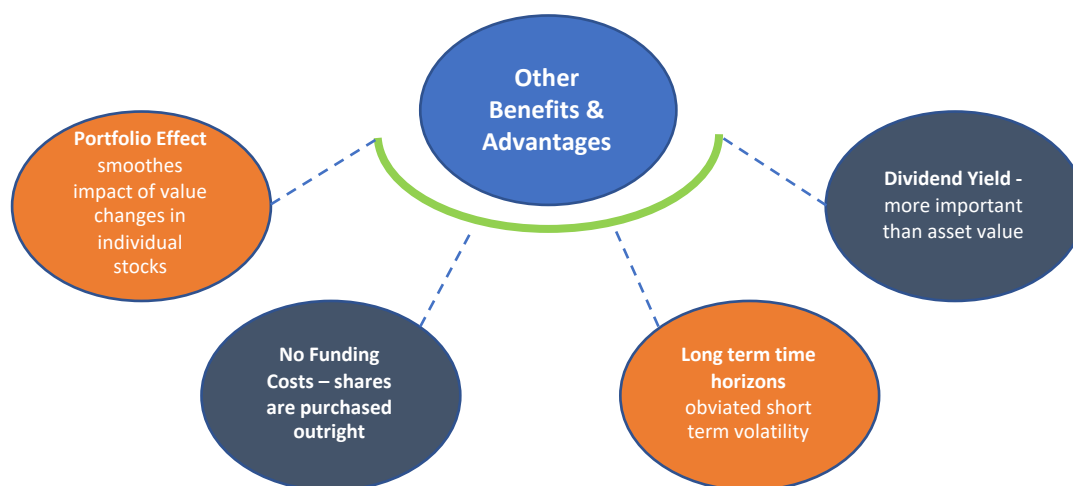 Other
Benefits &
Advantages
Portfolio Effect
smoothes
impact of value
changes in
individual
stocks
No Funding
Costs – shares
are purchased
outright
Long term time
horizons
obviated short
term volatility
Dividend Yield -
more important
than asset value